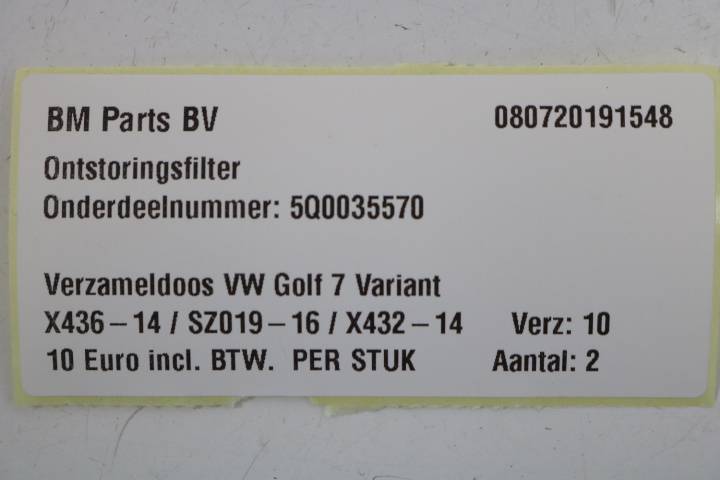 BM Parts BV 080720191548
Ontstoringsfilter
Onderdeelnummer: 5Q0035570
Verzameldoos VW Golf 7 Variant
X436-14 / SZ019-16 / X432-14 Verz: 10
10 Euro incl. BTW. PER STUK Aantal: 2